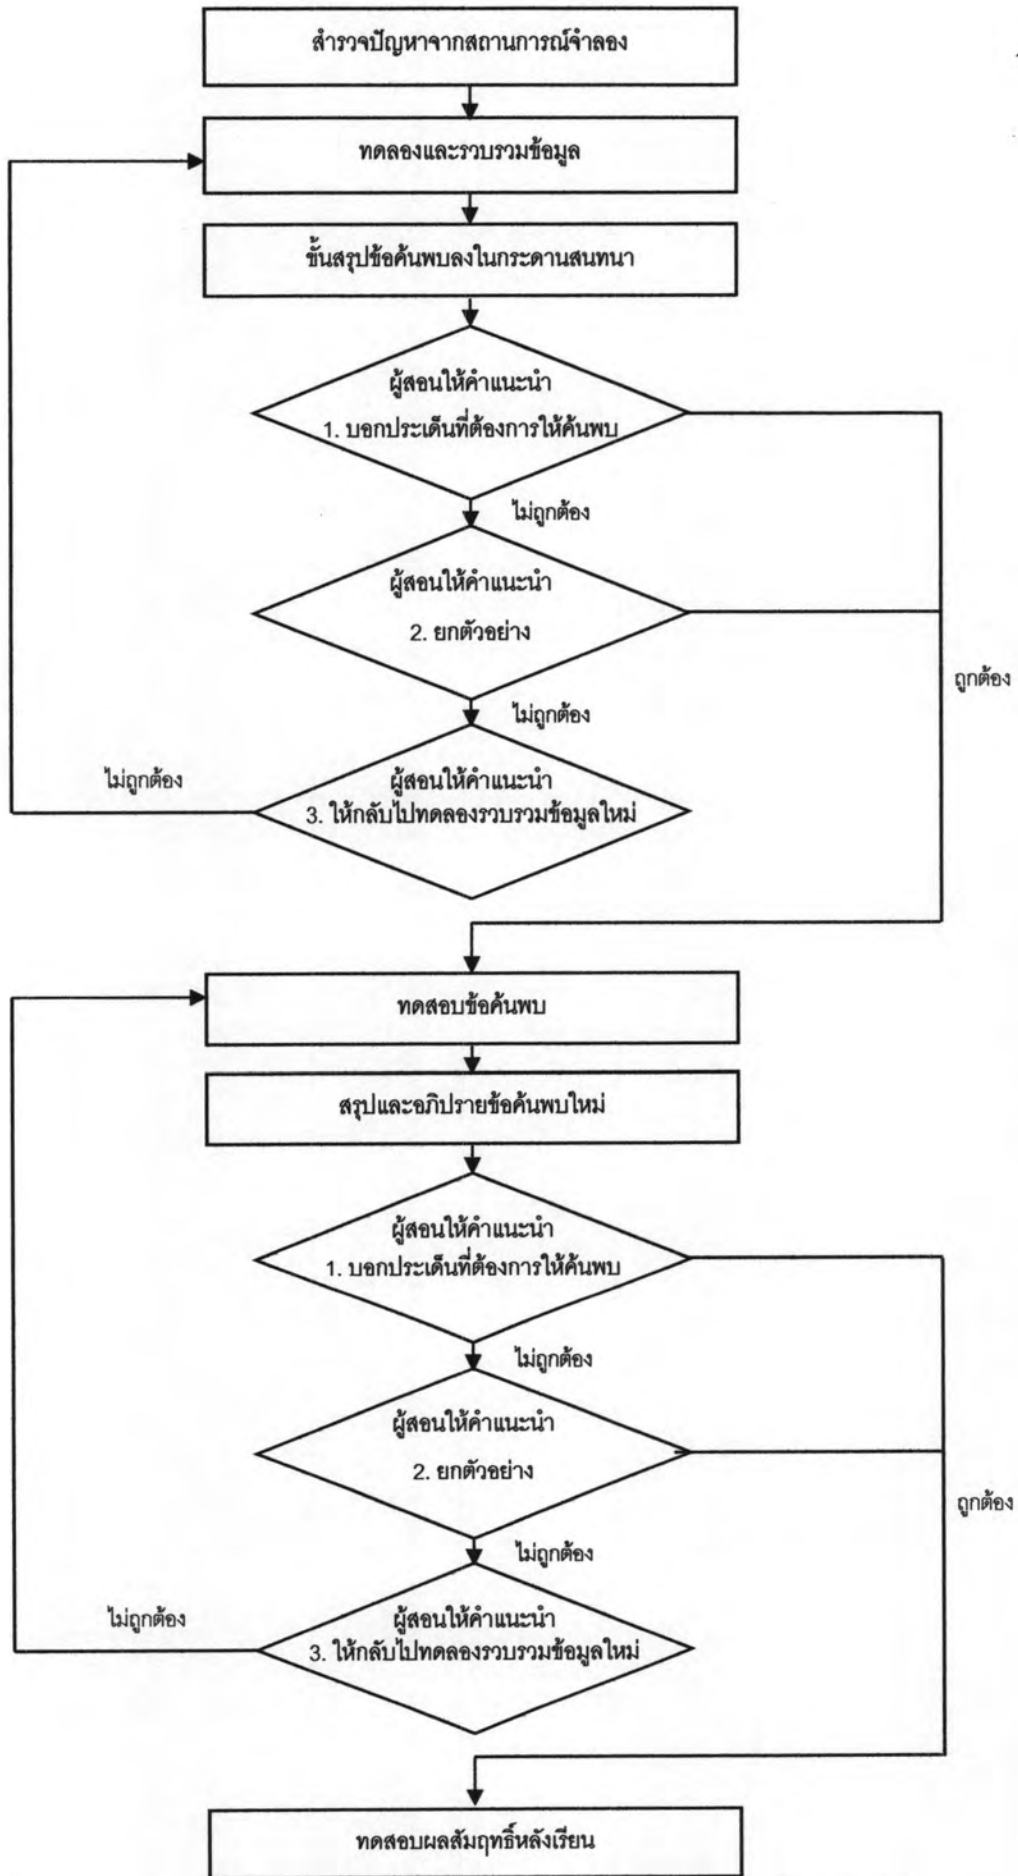 สำรวจปัญหาจากสถานการณ์จำลอง
ทดลองและรวบรวมข้อมูล
ขั้นสรุปข้อค้นพบลงในกระดานสนทนา
ผู้สอนให้คำแนะนำ
1. บอกประเด็นที่ต้องการให้ค้นพบ
ไม่ถูกต้อง
ผู้สอนให้คำแนะนำ
2. ยกตัวอย่าง
ถูกต้อง
ไม่ถูกต้อง
ไม่ถูกต้อง
ผู้สอนให้คำแนะนำ
3. ให้กลับไปทดลองรวบรวมข้อมูลใหม่
ทดสอบข้อค้นพบ
สรุปและอภิปรายข้อค้นพบใหม่
ผู้สอนให้คำแนะนำ
1. บอกประเด็นที่ต้องการให้ค้นพบ
ไม่ถูกต้อง
ผู้สอนให้คำแนะนำ
2. ยกตัวอย่าง
ถูกต้อง
ไม่ถูกต้อง
ไม่ถูกต้อง
ผู้สอนให้คำแนะนำ
3. ให้กลับไปทดลองรวบรวมข้อมูลใหม่
ทดสอบผลสัมฤทธิ์หลังเรียน